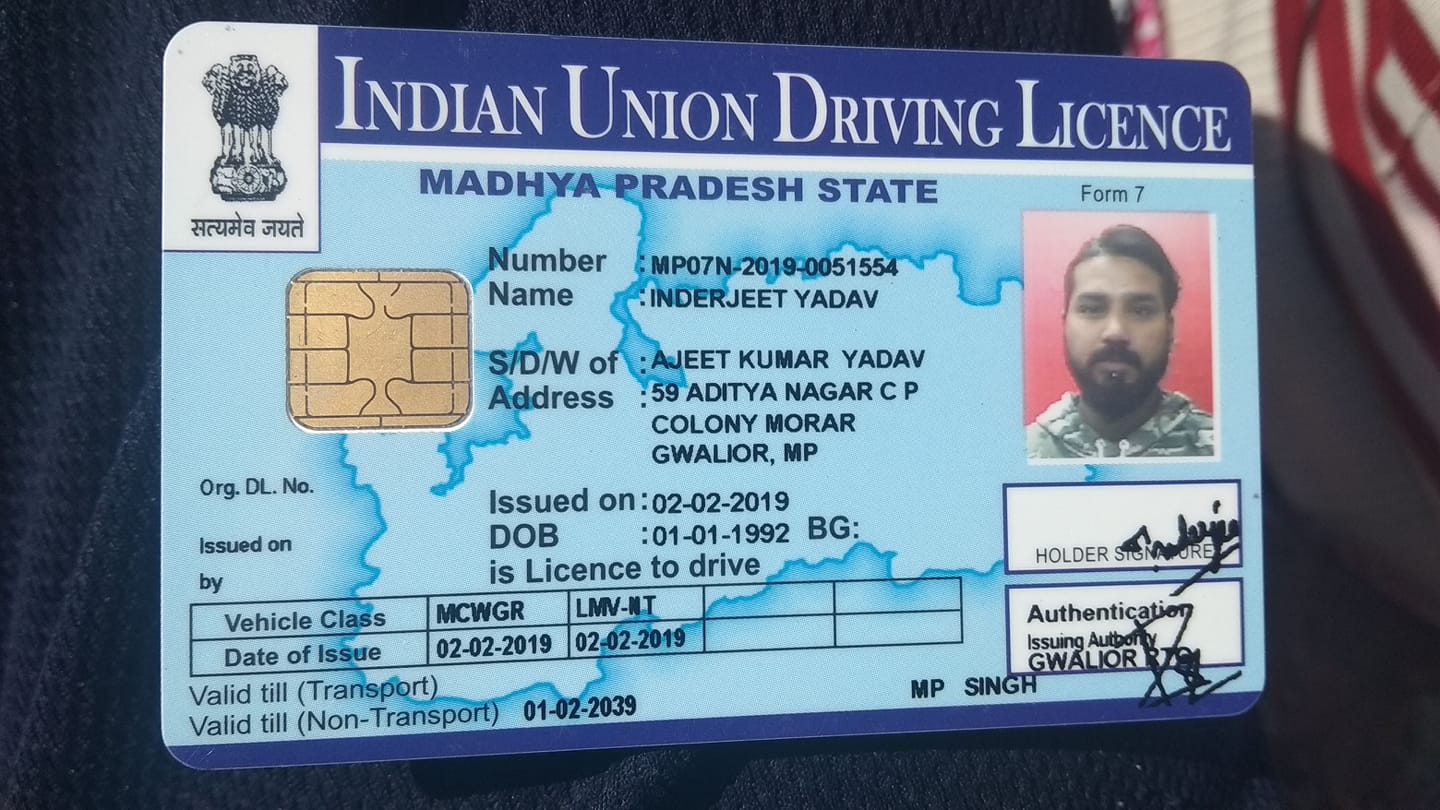 INDIAN UNION DRIVING LICENCE
सत्यमेव जयते
MADHYA PRADESH STATE
Form 7
Number : MP07N-2019-0051554
Name : INDERJEET YADAV
S/D/W of : AJEET KUMAR YADAV
Address : 59 ADITYA NAGAR C P
COLONY MORAR
GWALIOR, MP
Org. DL. No.
Issued on : 02-02-2019
DOB : 01-01-1992 BG:
Issued on
by
is Licence to drive
HOLDER SIGNATURE
Vehicle Class MCWGR LMV-NT
Date of Issue 02-02-2019 02-02-2019
Authentication
Issuing Authority
GWALIOR RTO
Valid till (Transport)
Valid till (Non-Transport) 01-02-2039
MP SINGH